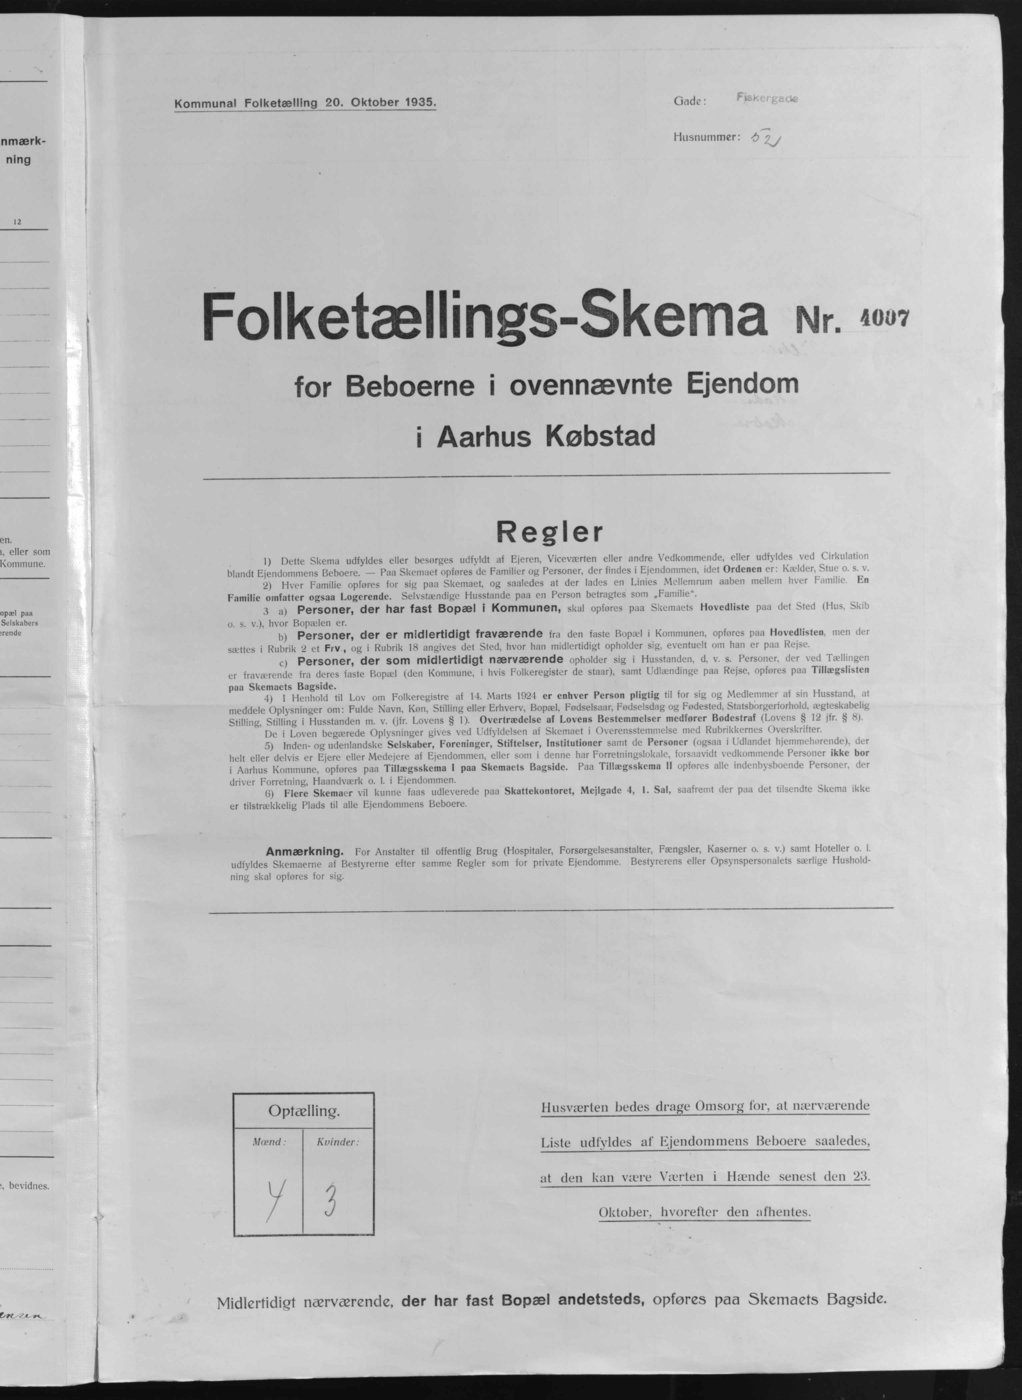 nmærk-
ning
12
en.
, eller som
Kommune.
opæl paa
Selskabers
erende
, bevidnes.
ensen
Kommunal Folketælling 20. Oktober 1935.
Gade: Fiskergade
Husnummer: 52
Folketællings-Skema Nr. 4007
for Beboerne i ovennævnte Ejendom
i Aarhus Købstad
Regler
1) Dette Skema udfyldes eller besørges udfyldt af Ejeren, Viceværten eller andre Vedkommende, eller udfyldes ved Cirkulation
blandt Ejendommens Beboere. — Paa Skemaet opføres de Familier og Personer, der findes i Ejendommen, idet Ordenen er: Kælder, Stue o. s. v.
2) Hver Familie opføres for sig paa Skemaet, og saaledes at der lades en Linies Mellemrum aaben mellem hver Familie. En
Familie omfatter ogsaa Logerende. Selvstændige Husstande paa en Person betragtes som „Familie“.
3 a) Personer, der har fast Bopæl i Kommunen, skal opføres paa Skemaets Hovedliste paa det Sted (Hus, Skib
o. s. v.), hvor Bopælen er.
b) Personer, der er midlertidigt fraværende fra den faste Bopæl i Kommunen, opføres paa Hovedlisten, men der
sættes i Rubrik 2 et Frv., og i Rubrik 18 angives det Sted, hvor han midlertidigt opholder sig, eventuelt om han er paa Rejse.
c) Personer, der som midlertidigt nærværende opholder sig i Husstanden, d. v. s. Personer, der ved Tællingen
er fraværende fra deres faste Bopæl (den Kommune, i hvis Folkeregister de staar), samt Udlændinge paa Rejse, opføres paa Tillægslisten
paa Skemaets Bagside.
4) I Henhold til Lov om Folkeregistre af 14. Marts 1924 er enhver Person pligtig til for sig og Medlemmer af sin Husstand, at
meddele Oplysninger om: Fulde Navn, Køn, Stilling eller Erhverv, Bopæl, Fødselsaar, Fødselsdag og Fødested, Statsborgerforhold, ægteskabelig
Stilling, Stilling i Husstanden m. v. (jfr. Lovens § 1). Overtrædelse af Lovens Bestemmelser medfører Bødestraf (Lovens § 12 jfr. § 8).
De i Loven begærede Oplysninger gives ved Udfyldelsen af Skemaet i Overensstemmelse med Rubrikkernes Overskrifter.
5) Inden- og udenlandske Selskaber, Foreninger, Stiftelser, Institutioner samt de Personer (ogsaa i Udlandet hjemmehørende), der
helt eller delvis er Ejere eller Medejere af Ejendommen, eller som i denne har Forretningslokale, forsaavidt vedkommende Personer ikke bor
i Aarhus Kommune, opføres paa Tillægsskema I paa Skemaets Bagside. Paa Tillægsskema II opføres alle indenbysboende Personer, der
driver Forretning, Haandværk o. l. i Ejendommen.
6) Flere Skemaer vil kunne faas udleverede paa Skattekontoret, Mejlgade 4, 1. Sal, saafremt der paa det tilsendte Skema ikke
er tilstrækkelig Plads til alle Ejendommens Beboere.
Anmærkning. For Anstalter til offentlig Brug (Hospitaler, Forsørgelsesanstalter, Fængsler, Kaserner o. s. v.) samt Hoteller o. l.
udfyldes Skemaerne af Bestyrerne efter samme Regler som for private Ejendomme. Bestyrerens eller Opsynspersonalets særlige Hushold-
ning skal opføres for sig.
Optælling.
Mænd: Kvinder:
4 3
Husværten bedes drage Omsorg for, at nærværende
Liste udfyldes af Ejendommens Beboere saaledes,
at den kan være Værten i Hænde senest den 23.
Oktober, hvorefter den afhentes.
Midlertidigt nærværende, der har fast Bopæl andetsteds, opføres paa Skemaets Bagside.